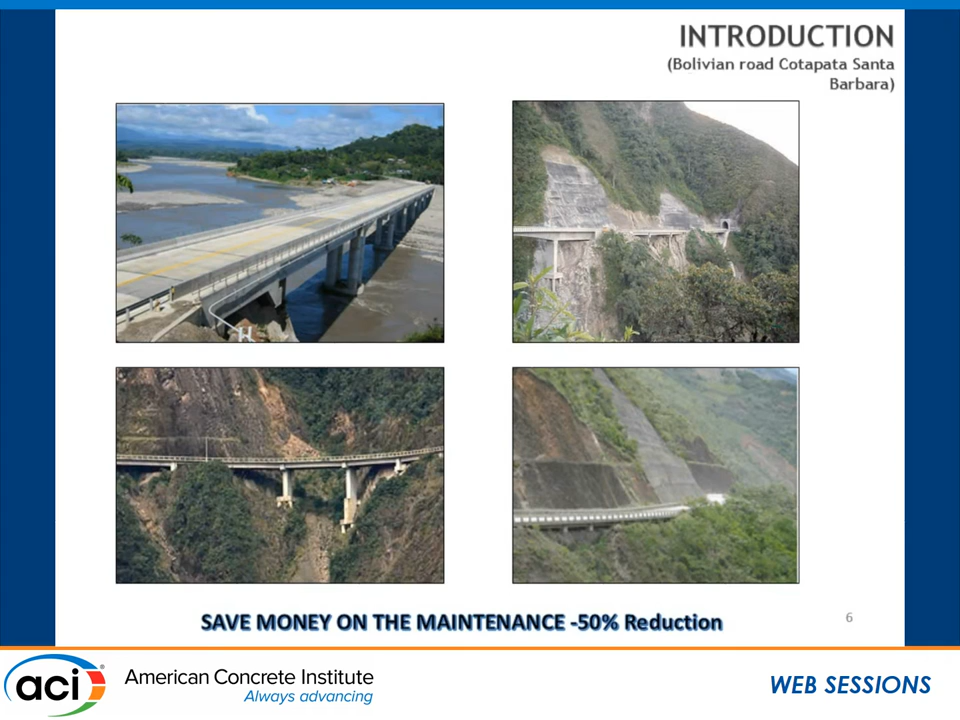 INTRODUCTION
(Bolivian road Cotapata Santa
Barbara)
SAVE MONEY ON THE MAINTENANCE -50% Reduction
6
aci®
American Concrete Institute
Always advancing
WEB SESSIONS